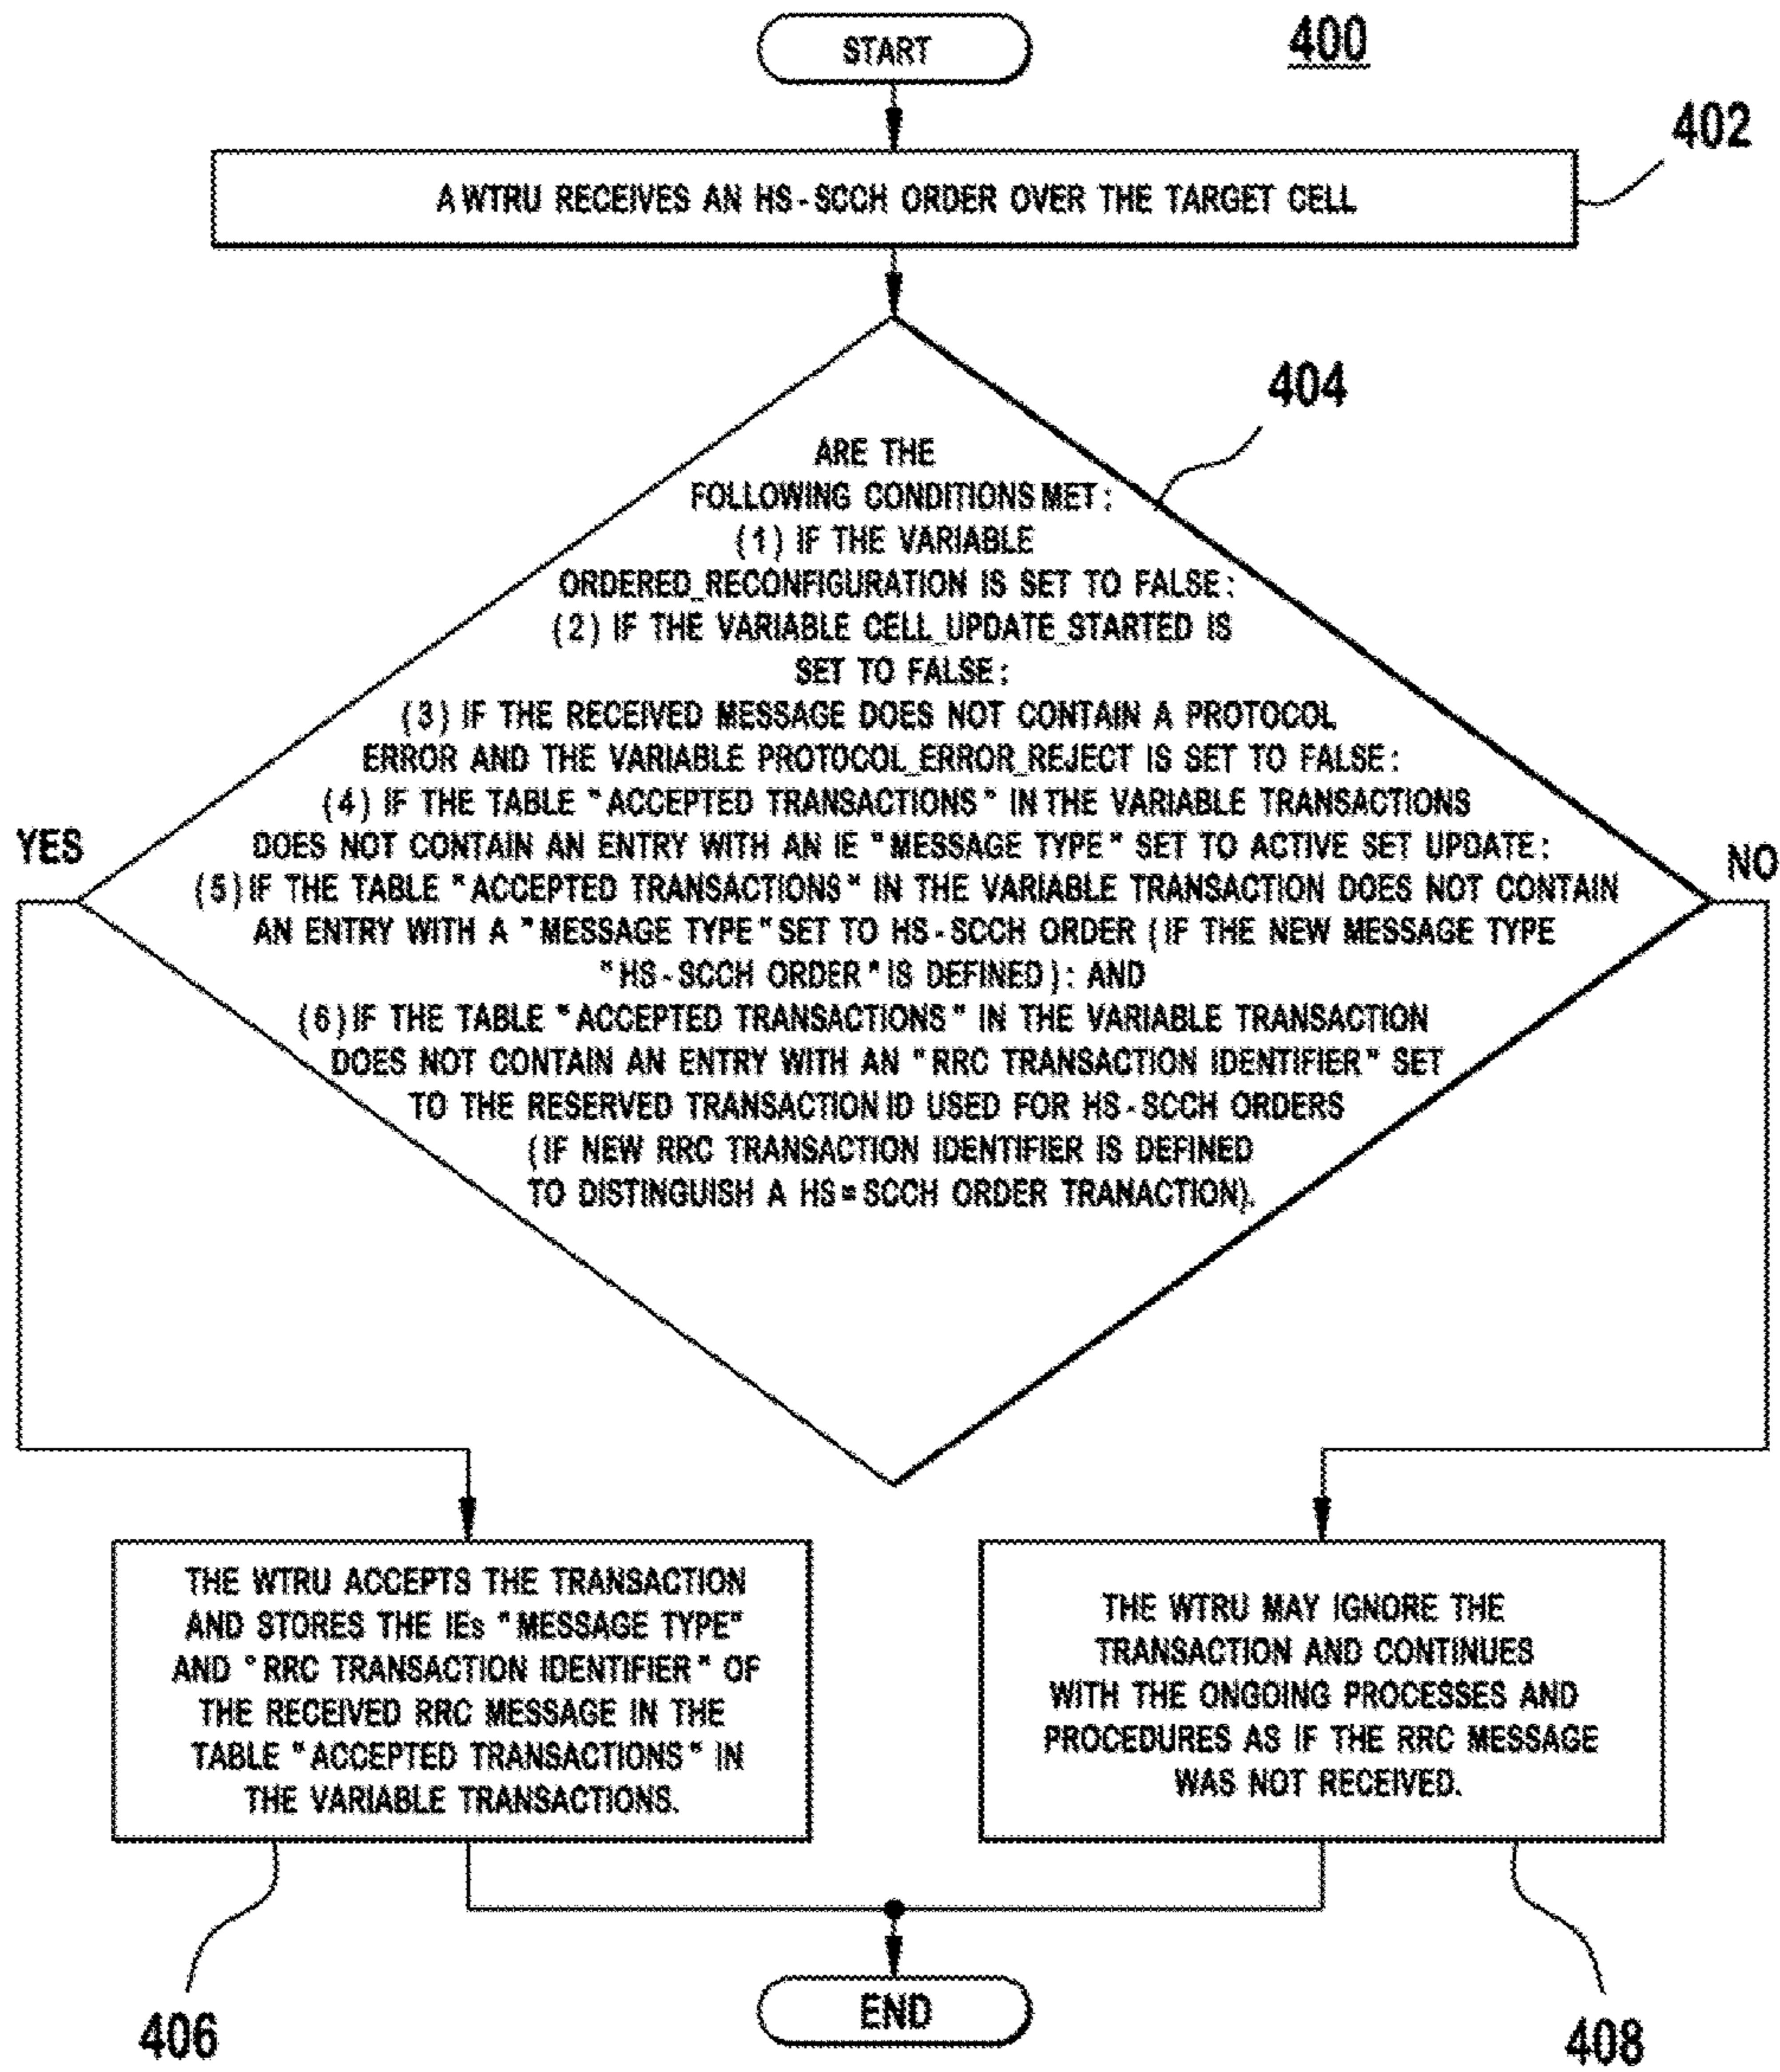 START
400
402
A WTRU RECEIVES AN HS-SCCH ORDER OVER THE TARGET CELL
404
ARE THE
FOLLOWING CONDITIONS MET:
(1) IF THE VARIABLE
ORDERED_RECONFIGURATION IS SET TO FALSE:
(2) IF THE VARIABLE CELL_UPDATE_STARTED IS
SET TO FALSE:
(3) IF THE RECEIVED MESSAGE DOES NOT CONTAIN A PROTOCOL
ERROR AND THE VARIABLE PROTOCOL_ERROR_REJECT IS SET TO FALSE:
(4) IF THE TABLE "ACCEPTED TRANSACTIONS" IN THE VARIABLE TRANSACTIONS
DOES NOT CONTAIN AN ENTRY WITH AN IE "MESSAGE TYPE" SET TO ACTIVE SET UPDATE:
(5) IF THE TABLE "ACCEPTED TRANSACTIONS" IN THE VARIABLE TRANSACTION DOES NOT CONTAIN
AN ENTRY WITH A "MESSAGE TYPE" SET TO HS-SCCH ORDER (IF THE NEW MESSAGE TYPE
"HS-SCCH ORDER" IS DEFINED): AND
(6) IF THE TABLE "ACCEPTED TRANSACTIONS" IN THE VARIABLE TRANSACTION
DOES NOT CONTAIN AN ENTRY WITH AN "RRC TRANSACTION IDENTIFIER" SET
TO THE RESERVED TRANSACTION ID USED FOR HS-SCCH ORDERS
(IF NEW RRC TRANSACTION IDENTIFIER IS DEFINED
TO DISTINGUISH A HS=SCCH ORDER TRANACTION).
YES
NO
THE WTRU ACCEPTS THE TRANSACTION
AND STORES THE IEs "MESSAGE TYPE"
AND "RRC TRANSACTION IDENTIFIER" OF
THE RECEIVED RRC MESSAGE IN THE
TABLE "ACCEPTED TRANSACTIONS" IN
THE VARIABLE TRANSACTIONS.
THE WTRU MAY IGNORE THE
TRANSACTION AND CONTINUES
WITH THE ONGOING PROCESSES AND
PROCEDURES AS IF THE RRC MESSAGE
WAS NOT RECEIVED.
406
END
408